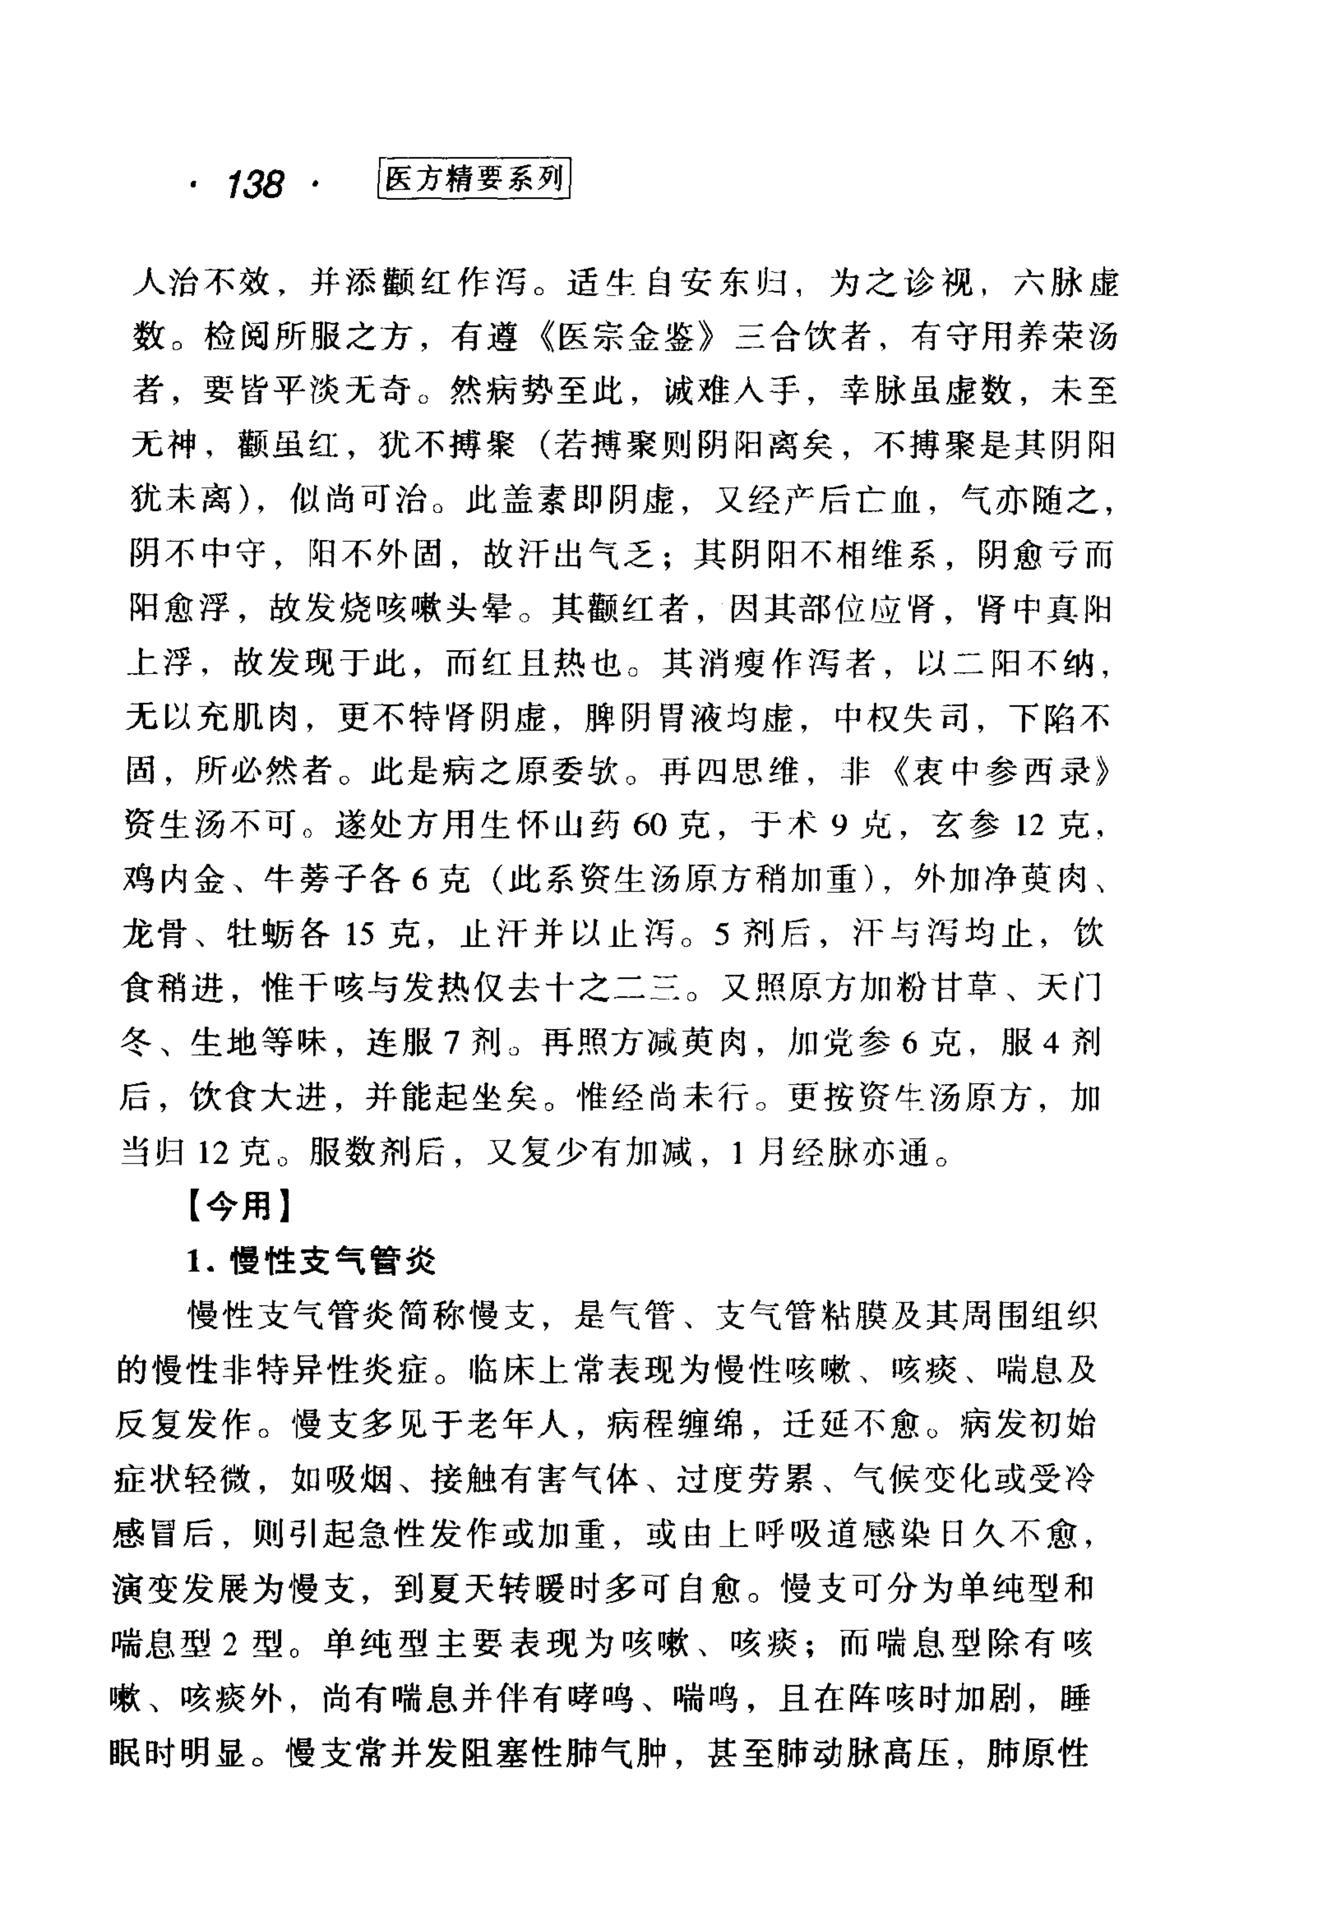 · 138 · 医方精要系列
人治不效，并添颧红作泻。适生自安东归，为之诊视，六脉虚
数。检阅所服之方，有遵《医宗金鉴》三合饮者，有守用养荣汤
者，要皆平淡无奇。然病势至此，诚难入手，幸脉虽虚数，未至
无神，颧虽红，犹不搏聚（若搏聚则阴阳离矣，不搏聚是其阴阳
犹未离），似尚可治。此盖素即阴虚，又经产后亡血，气亦随之，
阴不中守，阳不外固，故汗出气乏；其阴阳不相维系，阴愈亏而
阳愈浮，故发烧咳嗽头晕。其颧红者，因其部位应肾，肾中真阳
上浮，故发现于此，而红且热也。其消瘦作泻者，以二阳不纳，
无以充肌肉，更不特肾阴虚，脾阴胃液均虚，中权失司，下陷不
固，所必然者。此是病之原委欤。再四思维，非《衷中参西录》
资生汤不可。遂处方用生怀山药 60 克，于术 9 克，玄参 12 克，
鸡内金、牛蒡子各 6 克（此系资生汤原方稍加重），外加净萸肉、
龙骨、牡蛎各 15 克，止汗并以止泻。5 剂后，汗与泻均止，饮
食稍进，惟干咳与发热仅去十之二三。又照原方加粉甘草、天门
冬、生地等味，连服 7 剂。再照方减萸肉，加党参 6 克，服 4 剂
后，饮食大进，并能起坐矣。惟经尚未行。更按资生汤原方，加
当归 12 克。服数剂后，又复少有加减，1 月经脉亦通。
【今用】
1. 慢性支气管炎
慢性支气管炎简称慢支，是气管、支气管粘膜及其周围组织
的慢性非特异性炎症。临床上常表现为慢性咳嗽、咳痰、喘息及
反复发作。慢支多见于老年人，病程缠绵，迁延不愈。病发初始
症状轻微，如吸烟、接触有害气体、过度劳累、气候变化或受冷
感冒后，则引起急性发作或加重，或由上呼吸道感染日久不愈，
演变发展为慢支，到夏天转暖时多可自愈。慢支可分为单纯型和
喘息型 2 型。单纯型主要表现为咳嗽、咳痰；而喘息型除有咳
嗽、咳痰外，尚有喘息并伴有哮鸣、喘鸣，且在阵咳时加剧，睡
眠时明显。慢支常并发阻塞性肺气肿，甚至肺动脉高压，肺原性